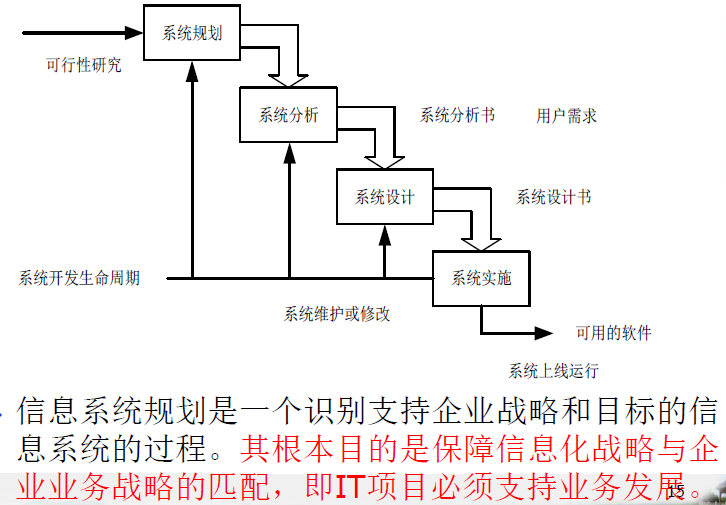 系统规划
可行性研究
系统分析
系统分析书
用户需求
系统设计
系统设计书
系统开发生命周期
系统实施
系统维护或修改
可用的软件
系统上线运行
信息系统规划是一个识别支持企业战略和目标的信
息系统的过程。其根本目的是保障信息化战略与企
业业务战略的匹配，即IT项目必须支持业务发展。
15